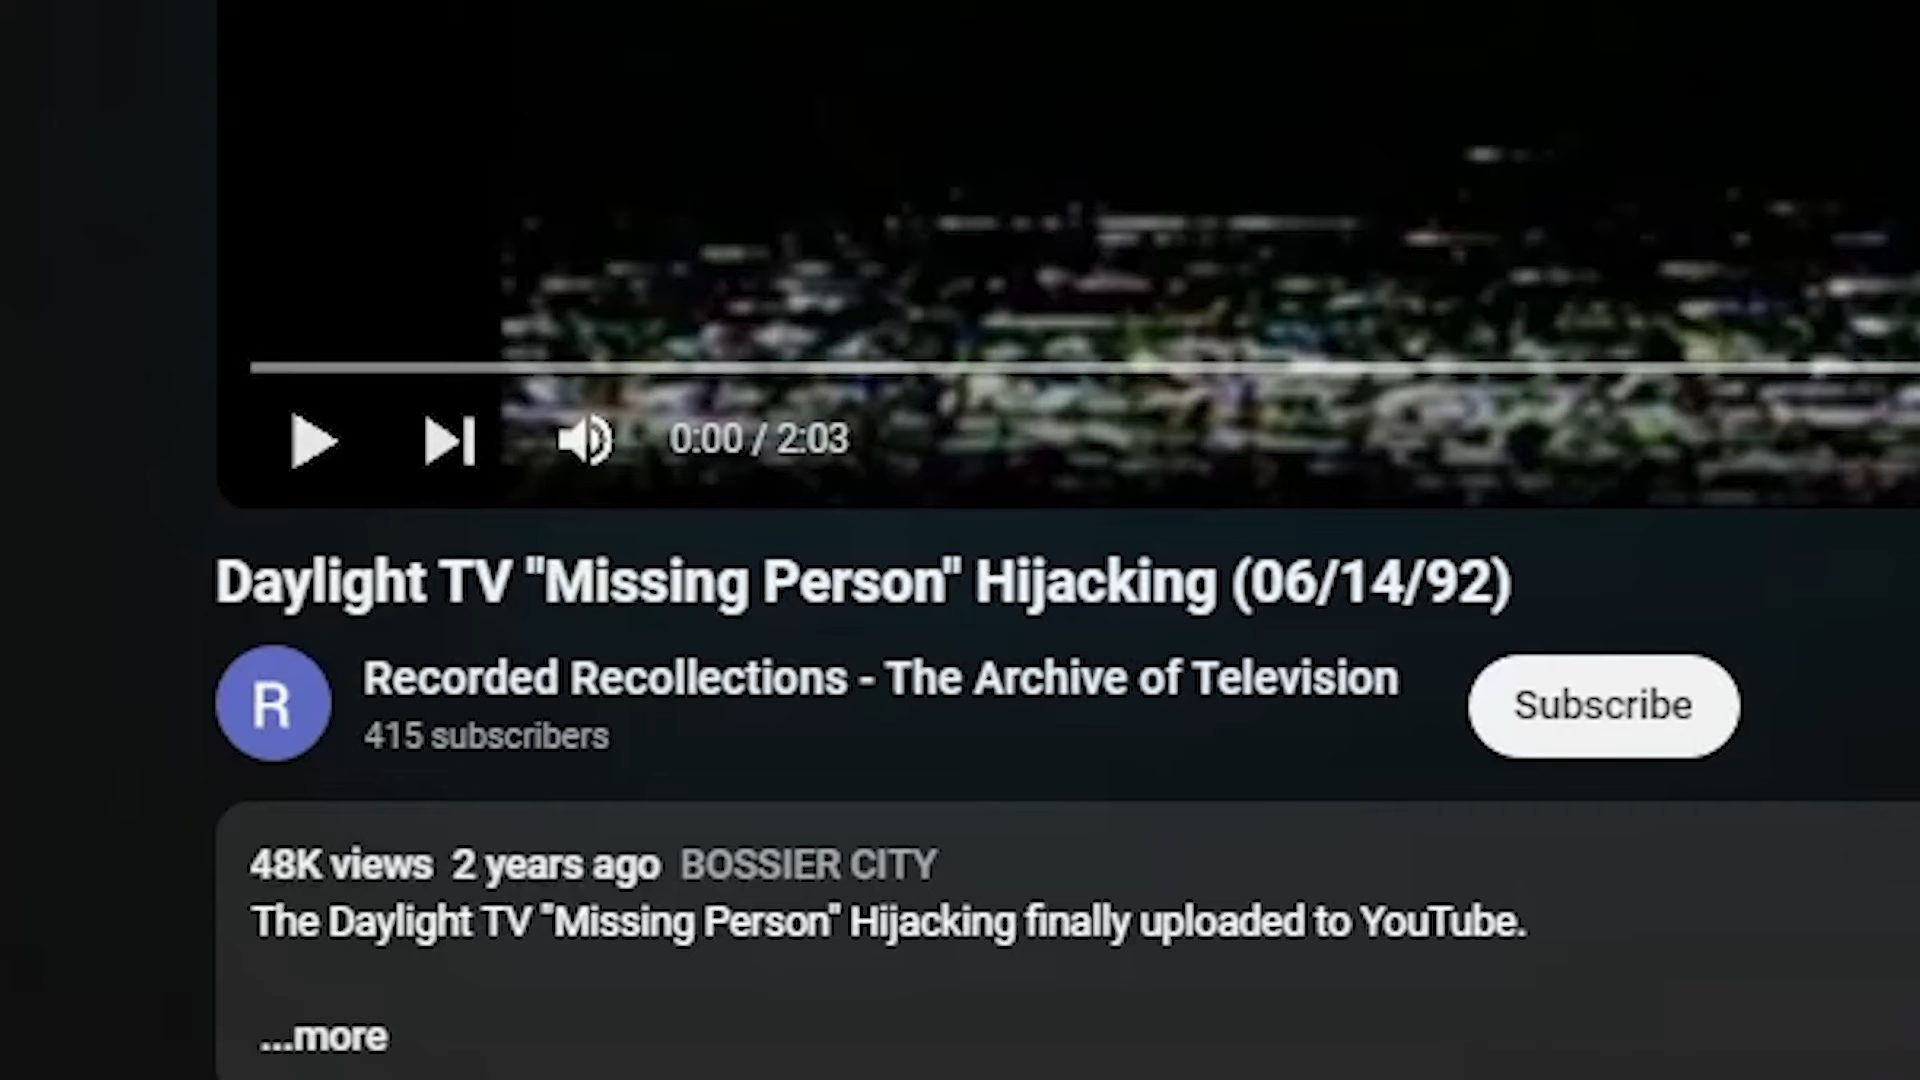 0:00 / 2:03
Daylight TV "Missing Person" Hijacking (06/14/92)
R
Recorded Recollections - The Archive of Television
415 subscribers
Subscribe
48K views 2 years ago BOSSIER CITY
The Daylight TV "Missing Person" Hijacking finally uploaded to YouTube.
...more